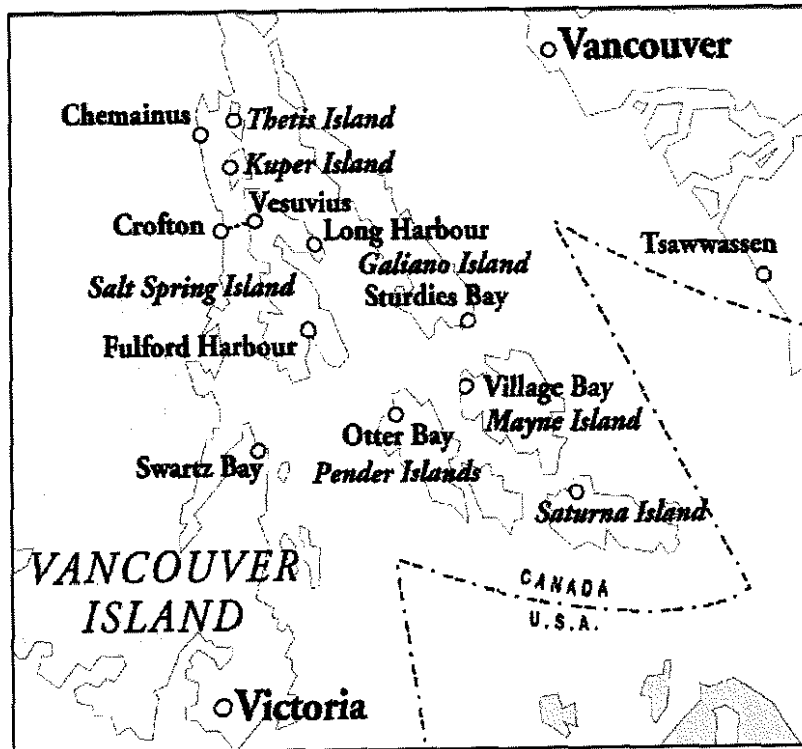 Vancouver
Chemainus
Thetis Island
Kuper Island
Vesuvius
Crofton
Long Harbour
Tsawwassen
Galiano Island
Salt Spring Island
Sturdies Bay
Fulford Harbour
Village Bay
Mayne Island
Otter Bay
Swartz Bay
Pender Islands
Saturna Island
VANCOUVER
ISLAND
CANADA
U.S.A.
Victoria